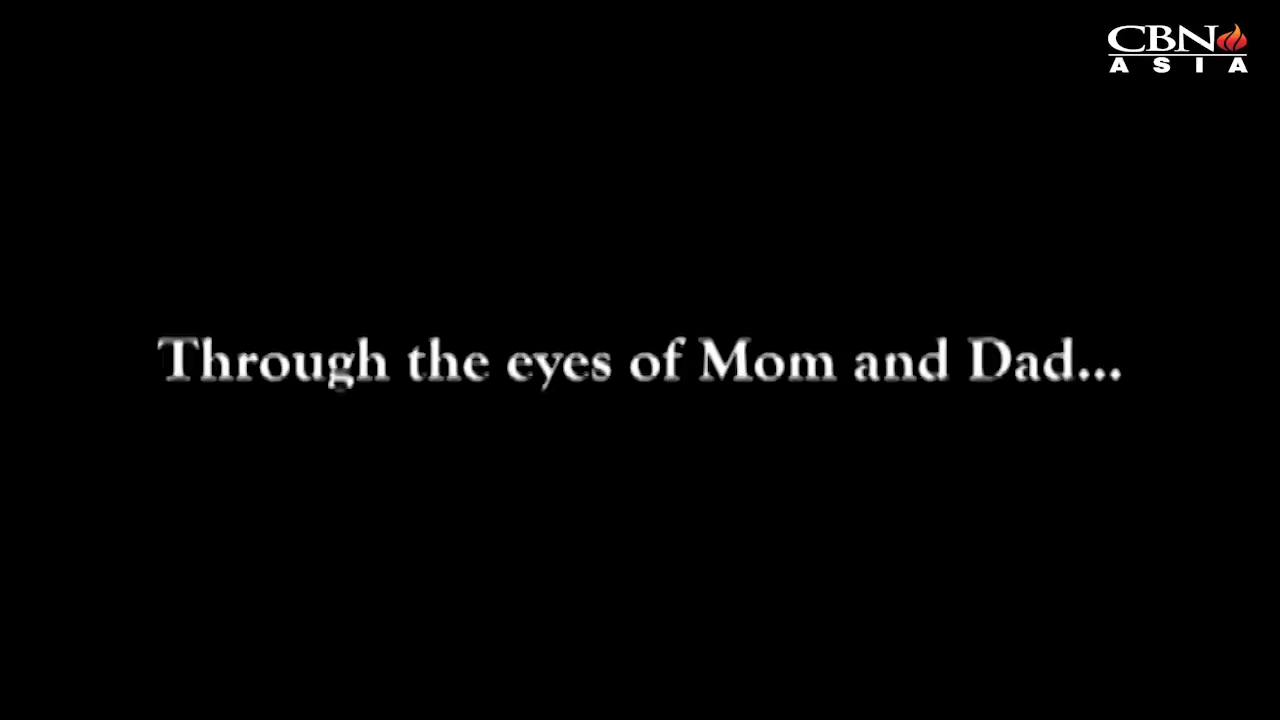 CBN
ASIA
Through the eyes of Mom and Dad...